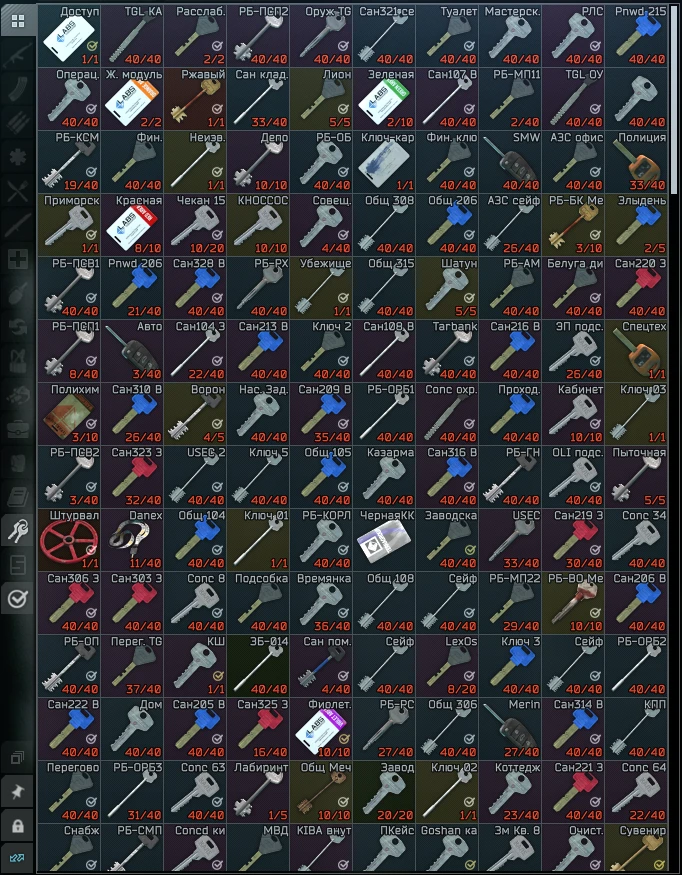 Доступ TGL КА Расслаб. РБ-ПСП2 Оруж TG Сан321 се Туалет Мастерск. РЛС Pnwd 215
1/1 40/40 2/2 40/40 40/40 40/40 40/40 40/40 40/40 40/40
Операц. Ж. модуль Ржавый Сан клад. Лион Зеленая Сан107 В РБ-МП11 TGL ОУ
40/40 2/2 1/1 33/40 5/5 2/10 40/40 2/40 40/40 40/40
РБ-КСМ Фин. Неизв. Депо РБ-ОБ Ключ-кар Фин. клю SMW АЗС офис Полиция
19/40 40/40 1/1 10/10 40/40 1/1 40/40 40/40 40/40 33/40
Приморск Красная Чекан 15 КНОССОС Совещ. Общ 308 Общ 206 АЗС сейф РБ-БК Ме Элыдень
1/1 8/10 10/20 10/10 4/40 40/40 40/40 26/40 3/10 2/5
РБ-ПСВ1 Pnwd 206 Сан328 В РБ-РХ Убежище Общ 315 Шатун РБ-АМ Белуга ди Сан220 З
40/40 21/40 40/40 40/40 1/1 40/40 5/5 40/40 40/40 40/40
РБ-ПСП1 Авто Сан104 З Сан213 В Ключ 2 Сан108 В Tarbank Сан216 В ЭП подс. Спецтех
8/40 3/40 22/40 40/40 40/40 40/40 40/40 40/40 26/40 1/1
Полихим Сан310 В Ворон Нас. Зад. Сан209 В РБ-ОРБ1 Conc охр. Проход. Кабинет Ключ 03
3/10 26/40 4/5 40/40 35/40 40/40 40/40 40/40 10/10 1/1
РБ-ПСВ2 Сан323 З USEC 2 Ключ 5 Общ 105 Казарма Сан316 В РБ-ГН OLI подс. Пыточная
3/40 32/40 40/40 40/40 40/40 40/40 40/40 40/40 40/40 5/5
Штурвал Danex Общ 104 Ключ 01 РБ-КОРЛ ЧернаяКК Заводска USEC Сан219 З Conc 34
1/1 11/40 40/40 1/1 40/40 40/40 33/40 30/40 40/40
Сан306 З Сан303 З Conc 8 Подсобка Времянка Общ 108 Сейф РБ-МП22 РБ-ВО Ме Сан206 В
40/40 40/40 40/40 40/40 36/40 40/40 40/40 29/40 10/10 40/40
РБ-ОП Перег. TG КШ ЗБ-014 Сан пом. Сейф LexOs Ключ 3 Сейф РБ-ОРБ2
40/40 37/40 1/1 40/40 4/40 40/40 8/20 40/40 40/40 40/40
Сан222 В Дом Сан205 В Сан325 З Фиолет. РБ-РС Общ 306 Merin Сан314 В КПП
40/40 40/40 40/40 16/40 10/10 27/40 40/40 27/40 40/40 40/40
Перегово РБ-ОРБ3 Conc 63 Лабиринт Общ Меч Завод Ключ 02 Коттедж Сан221 З Conc 64
40/40 31/40 40/40 1/5 10/10 20/20 1/1 23/40 40/40 22/40
Снабж РБ-СМП Concd ки МВД KIBA внут ПКейс Goshan ка Зм Кв. 8 Очист. Сувенир